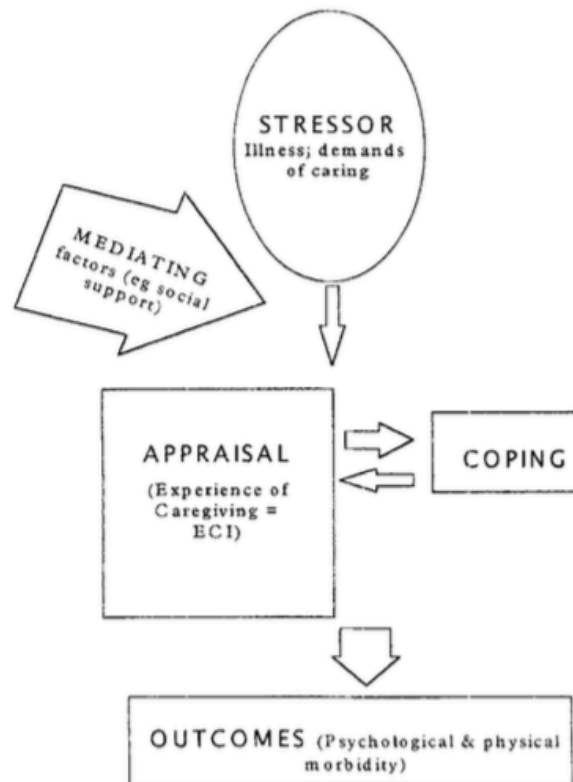 STRESSOR
Illness; demands
of caring
MEDIATING
factors (eg social
support)
APPRAISAL
(Experience of
Caregiving =
ECI)
COPING
OUTCOMES (Psychological & physical
morbidity)